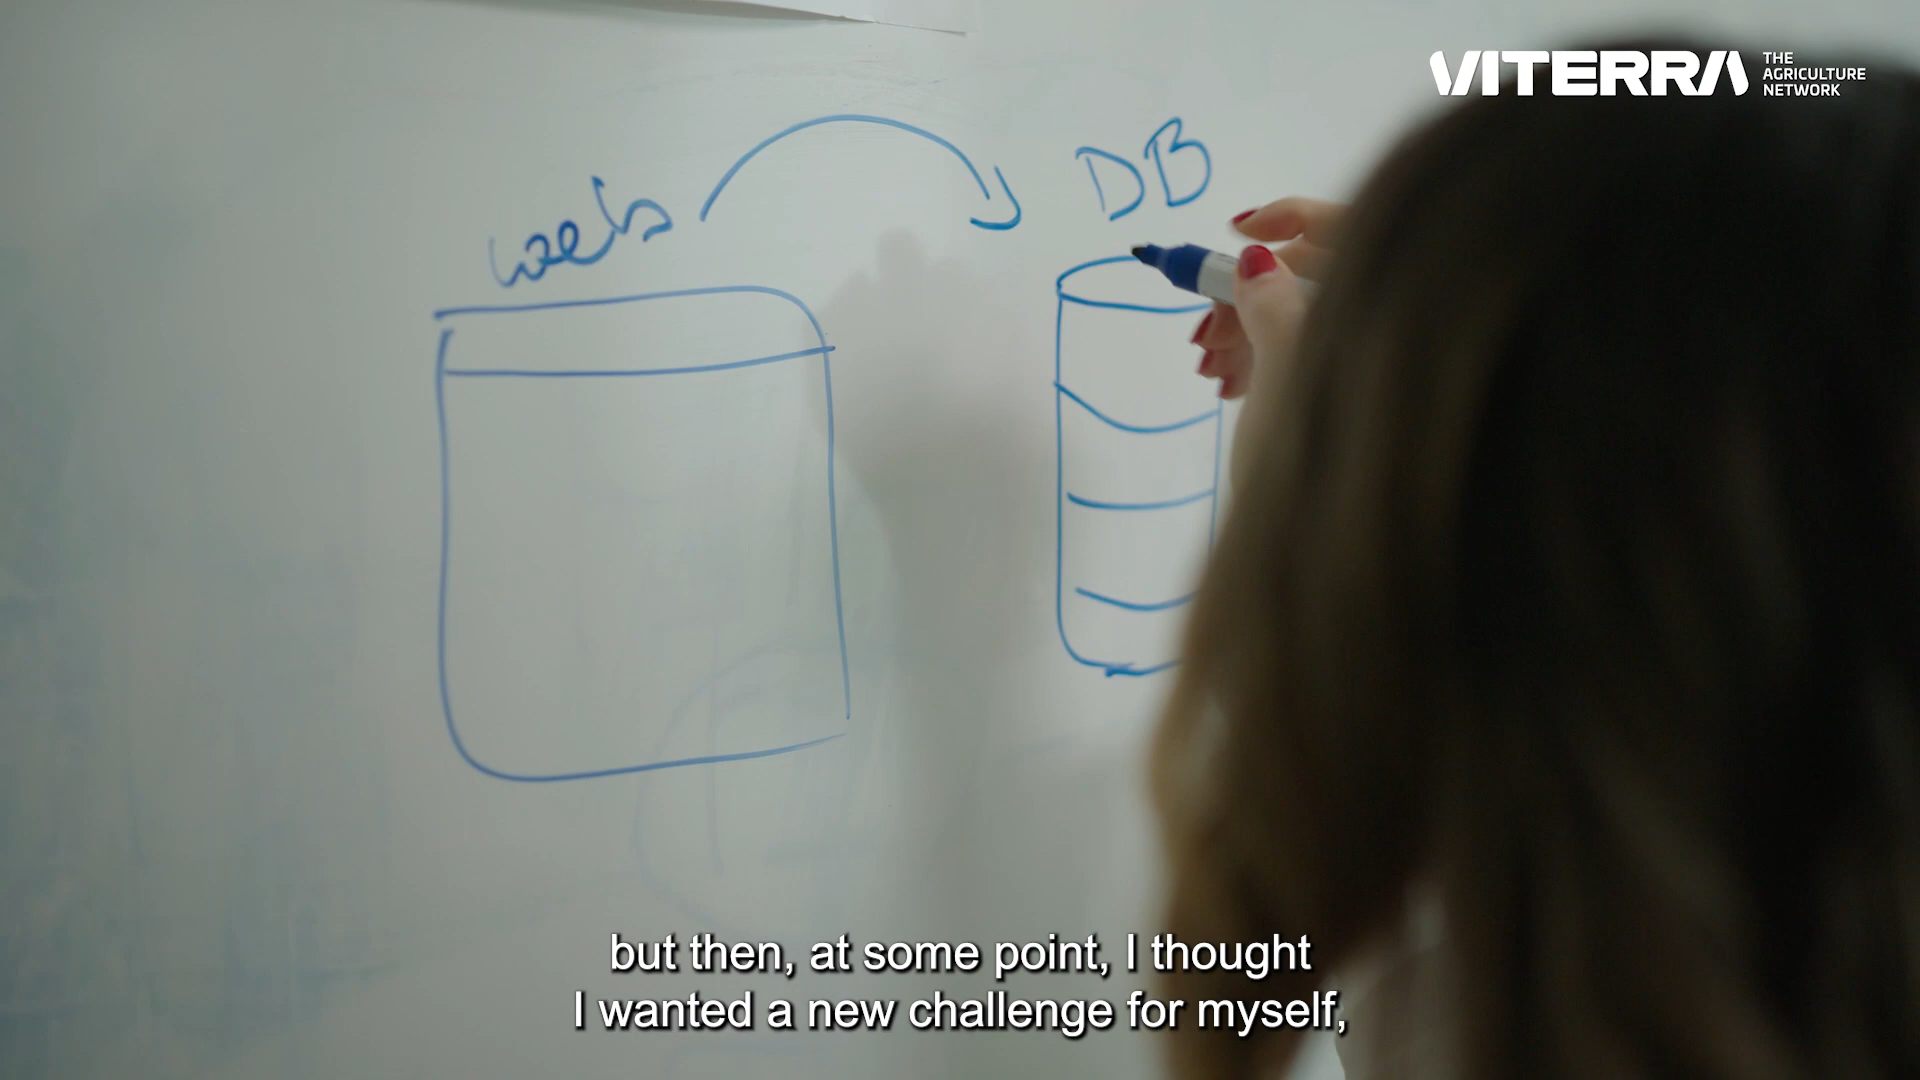 VITERRA
THE
AGRICULTURE
NETWORK
web
DB
but then, at some point, I thought
I wanted a new challenge for myself,